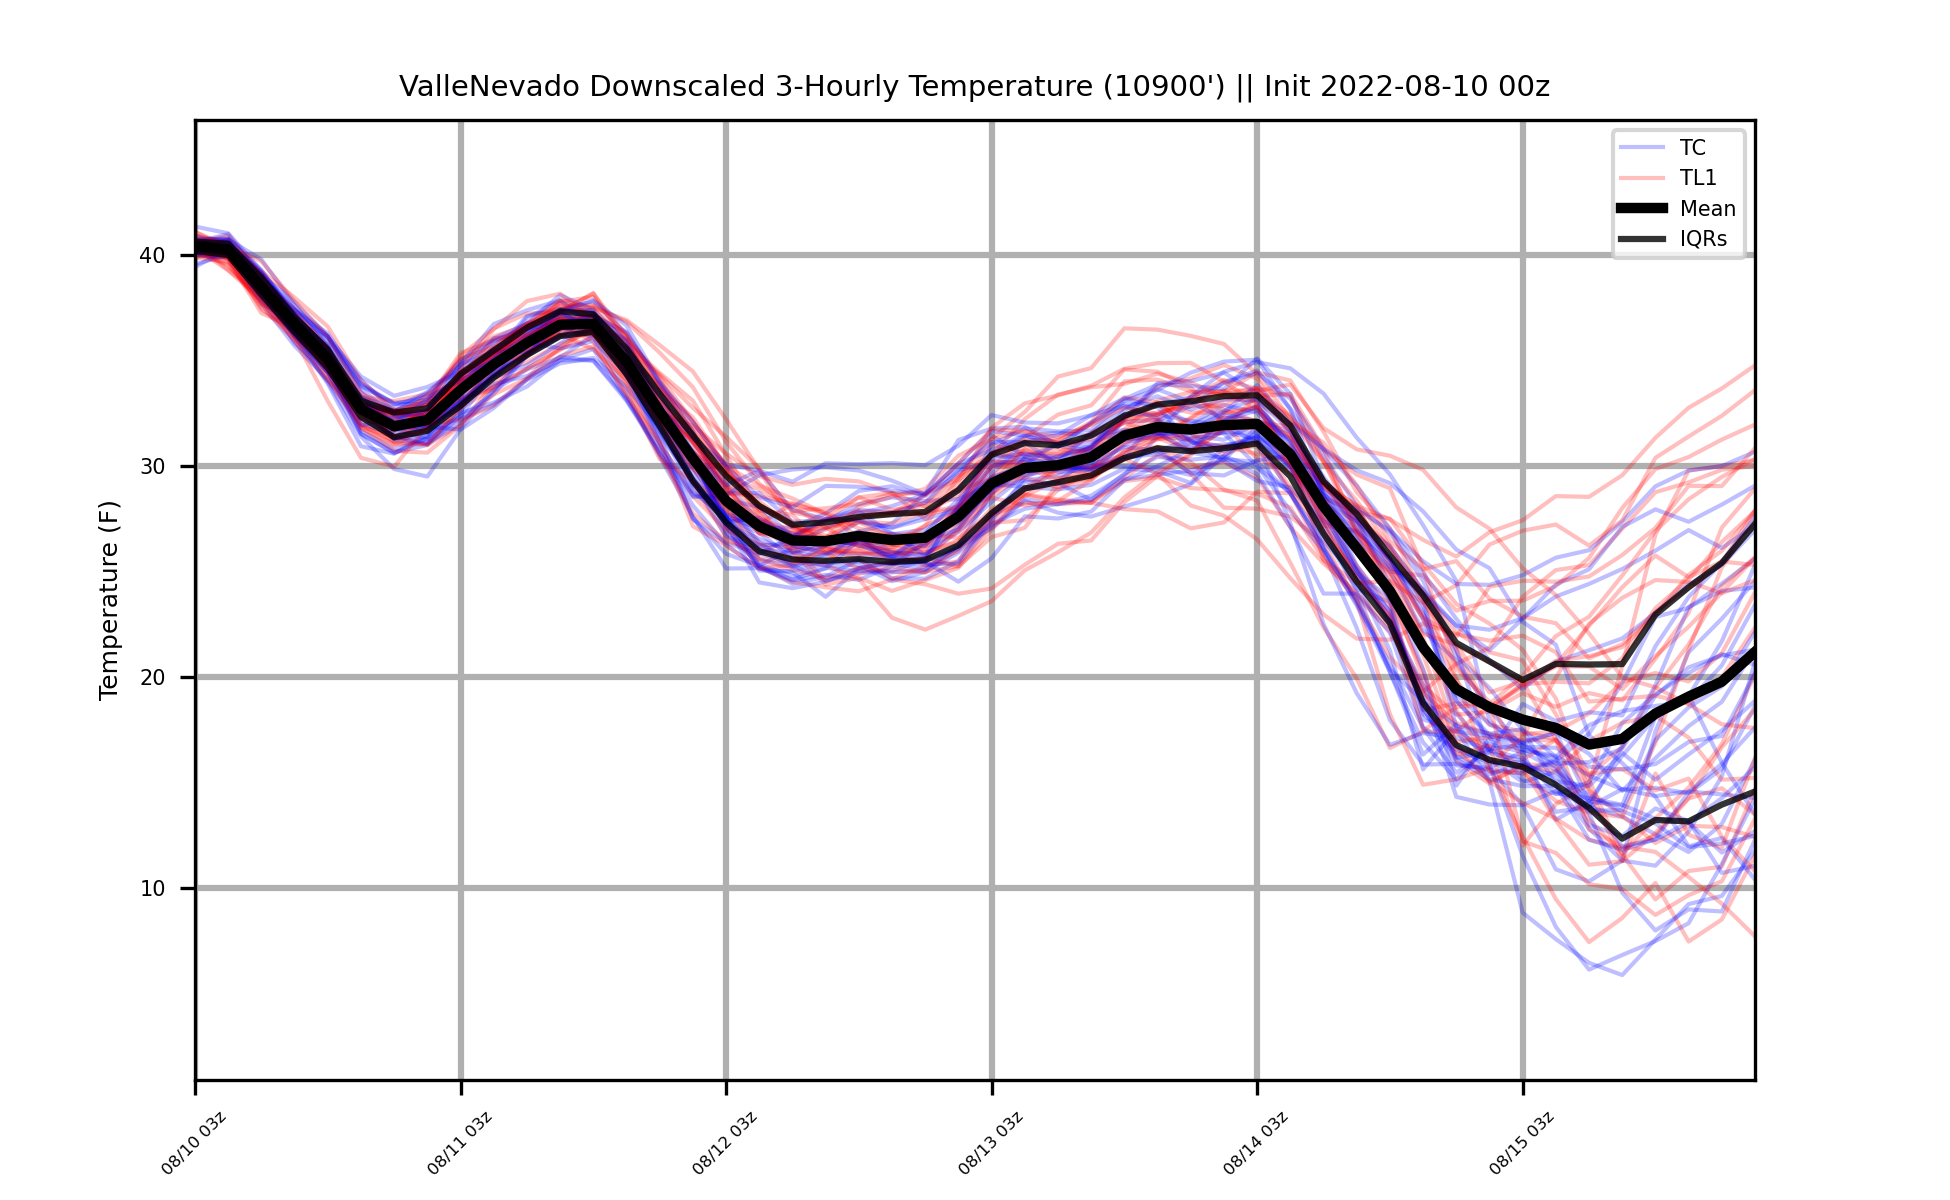 ValleNevado Downscaled 3-Hourly Temperature (10900') || Init 2022-08-10 00z
TC
TL1
Mean
IQRs
Temperature (F)
40
30
20
10
08/10 03z
08/11 03z
08/12 03z
08/13 03z
08/14 03z
08/15 03z